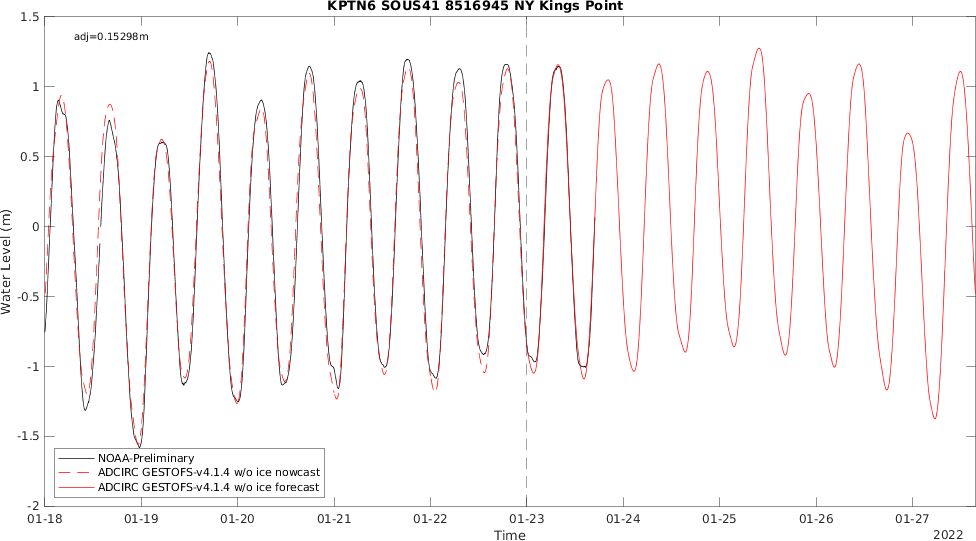 KPTN6 SOUS41 8516945 NY Kings Point
adj=0.15298m
1.5
1
0.5
0
-0.5
-1
-1.5
-2
Water Level (m)
NOAA-Preliminary
ADCIRC GESTOFS-v4.1.4 w/o ice nowcast
ADCIRC GESTOFS-v4.1.4 w/o ice forecast
01-18 01-19 01-20 01-21 01-22 01-23 01-24 01-25 01-26 01-27
Time
2022